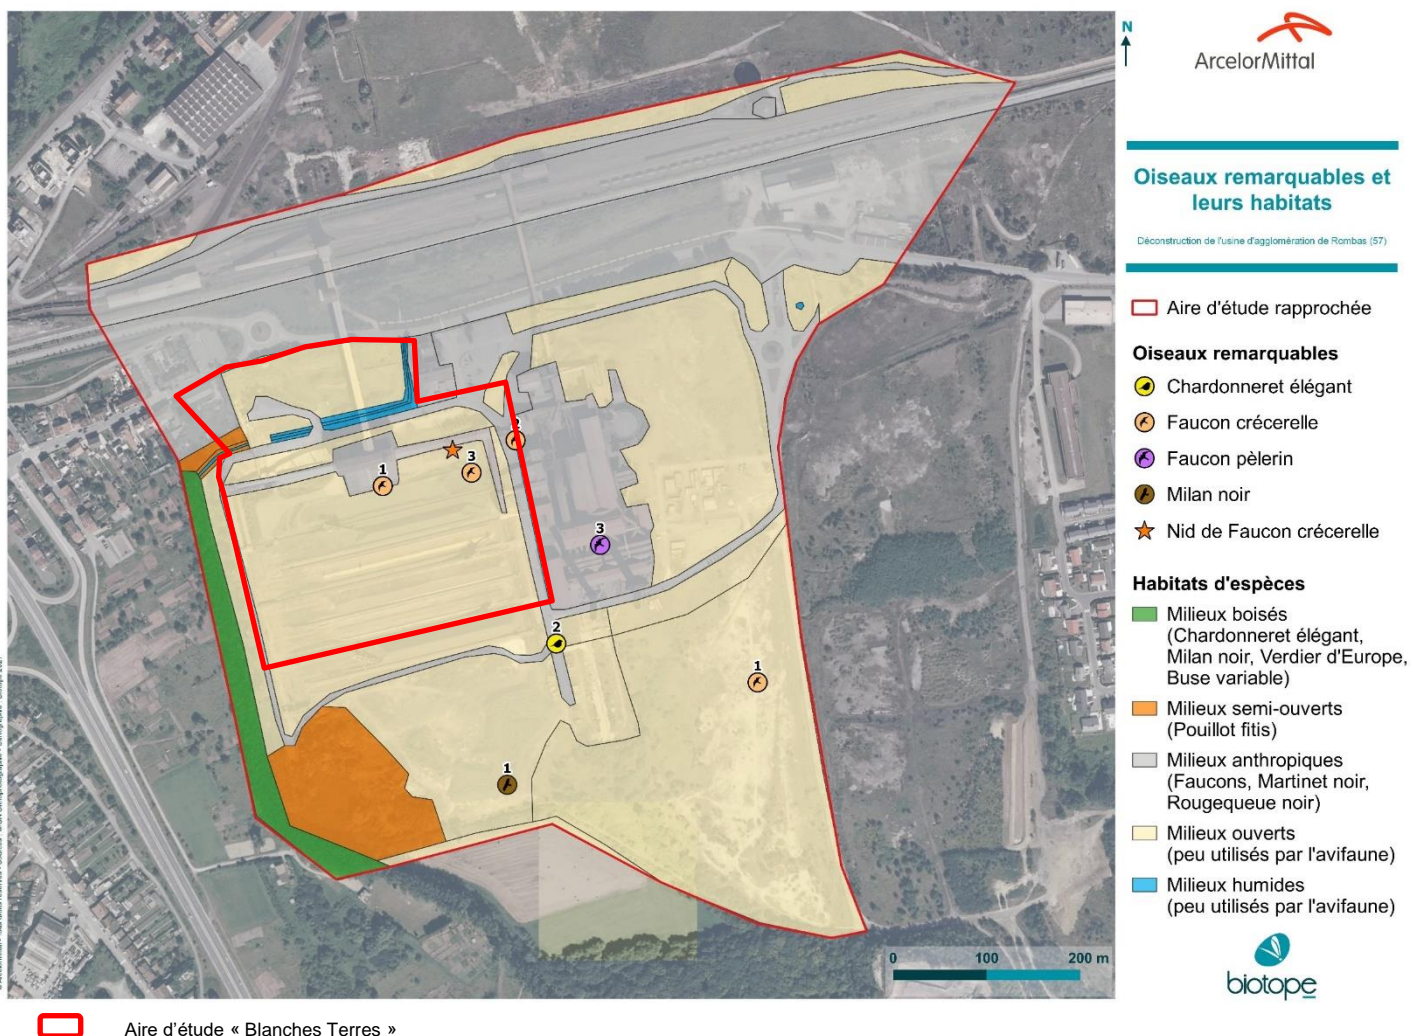 N
ArcelorMittal
Oiseaux remarquables et
leurs habitats
Déconstruction de l'usine d'agglomération de Rombas (57)
Aire d'étude rapprochée
Oiseaux remarquables
Chardonneret élégant
Faucon crécerelle
Faucon pèlerin
Milan noir
Nid de Faucon crécerelle
Habitats d'espèces
Milieux boisés
(Chardonneret élégant,
Milan noir, Verdier d'Europe,
Buse variable)
Milieux semi-ouverts
(Pouillot fitis)
Milieux anthropiques
(Faucons, Martinet noir,
Rougequeue noir)
Milieux ouverts
(peu utilisés par l'avifaune)
Milieux humides
(peu utilisés par l'avifaune)
biotope
2
3
1
3
2
1
1
0 100 200 m
Aire d'étude « Blanches Terres »